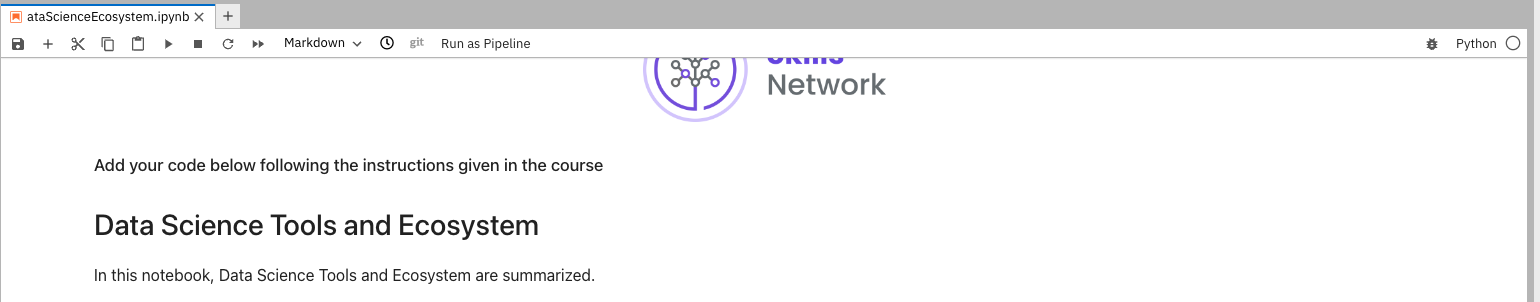 ataScienceEcosystem.ipynb
Markdown git Run as Pipeline Python
Skills
Network
Add your code below following the instructions given in the course
Data Science Tools and Ecosystem
In this notebook, Data Science Tools and Ecosystem are summarized.